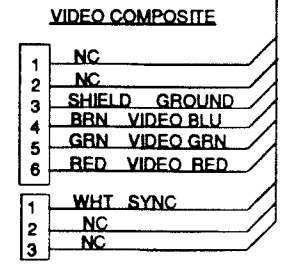 VIDEO COMPOSITE
1 NC
2 NC
3 SHIELD GROUND
4 BRN VIDEO BLU
5 GRN VIDEO GRN
6 RED VIDEO RED
1 WHT SYNC
2 NC
3 NC